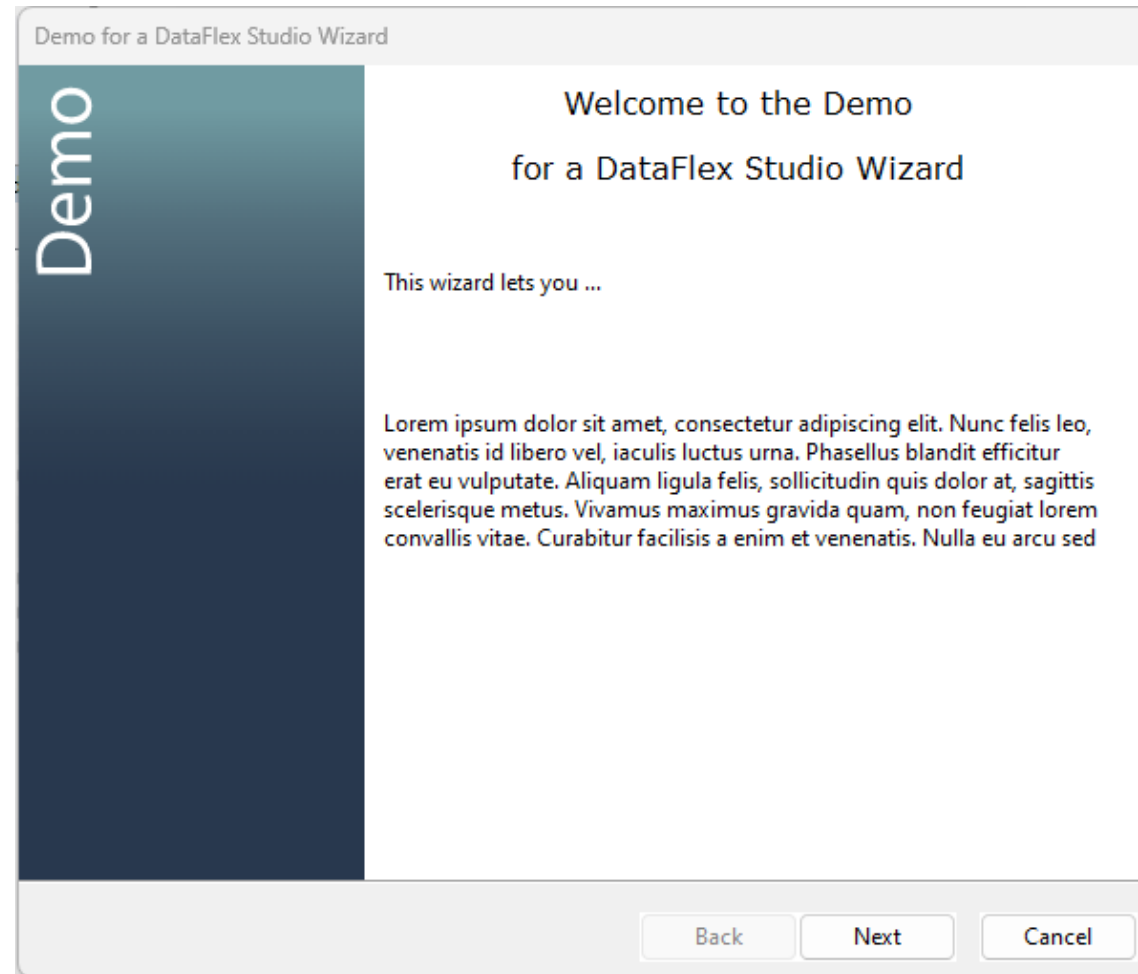 Demo for a DataFlex Studio Wizard
Demo
Welcome to the Demo
for a DataFlex Studio Wizard
This wizard lets you ...
Lorem ipsum dolor sit amet, consectetur adipiscing elit. Nunc felis leo,
venenatis id libero vel, iaculis luctus urna. Phasellus blandit efficitur
erat eu vulputate. Aliquam ligula felis, sollicitudin quis dolor at, sagittis
scelerisque metus. Vivamus maximus gravida quam, non feugiat lorem
convallis vitae. Curabitur facilisis a enim et venenatis. Nulla eu arcu sed
Back Next Cancel